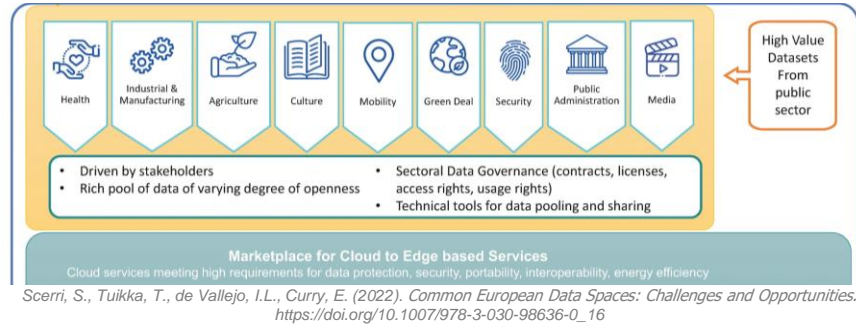 Health
Industrial &
Manufacturing
Agriculture
Culture
Mobility
Green Deal
Security
Public
Administration
Media
High Value
Datasets
From
public
sector
• Driven by stakeholders
• Rich pool of data of varying degree of openness
• Sectoral Data Governance (contracts, licenses,
access rights, usage rights)
• Technical tools for data pooling and sharing
Marketplace for Cloud to Edge based Services
Cloud services meeting high requirements for data protection, security, portability, interoperability, energy efficiency
Scerri, S., Tuikka, T., de Vallejo, I.L., Curry, E. (2022). Common European Data Spaces: Challenges and Opportunities.
https://doi.org/10.1007/978-3-030-98636-0_16